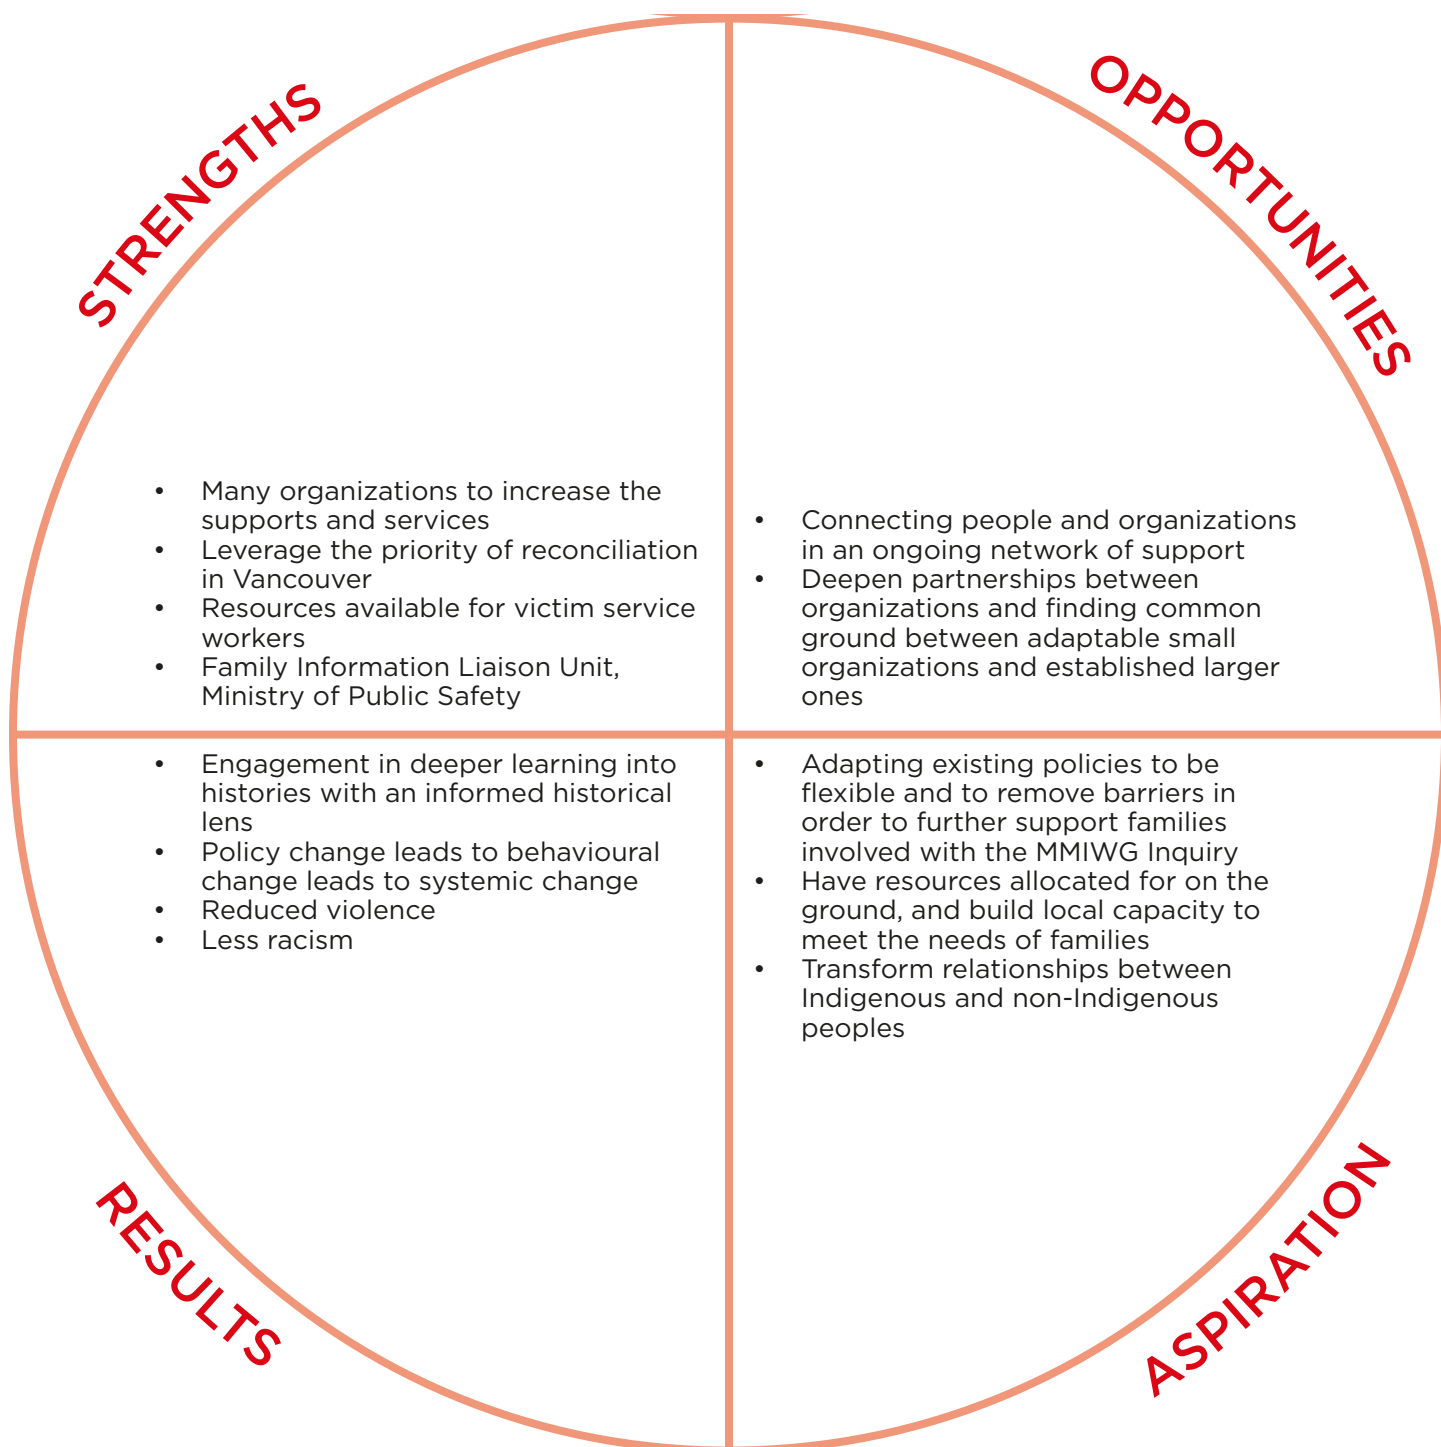 STRENGTHS
• Many organizations to increase the
supports and services
• Leverage the priority of reconciliation
in Vancouver
• Resources available for victim service
workers
• Family Information Liaison Unit,
Ministry of Public Safety
OPPORTUNITIES
• Connecting people and organizations
in an ongoing network of support
• Deepen partnerships between
organizations and finding common
ground between adaptable small
organizations and established larger
ones
RESULTS
• Engagement in deeper learning into
histories with an informed historical
lens
• Policy change leads to behavioural
change leads to systemic change
• Reduced violence
• Less racism
ASPIRATION
• Adapting existing policies to be
flexible and to remove barriers in
order to further support families
involved with the MMIWG Inquiry
• Have resources allocated for on the
ground, and build local capacity to
meet the needs of families
• Transform relationships between
Indigenous and non-Indigenous
peoples